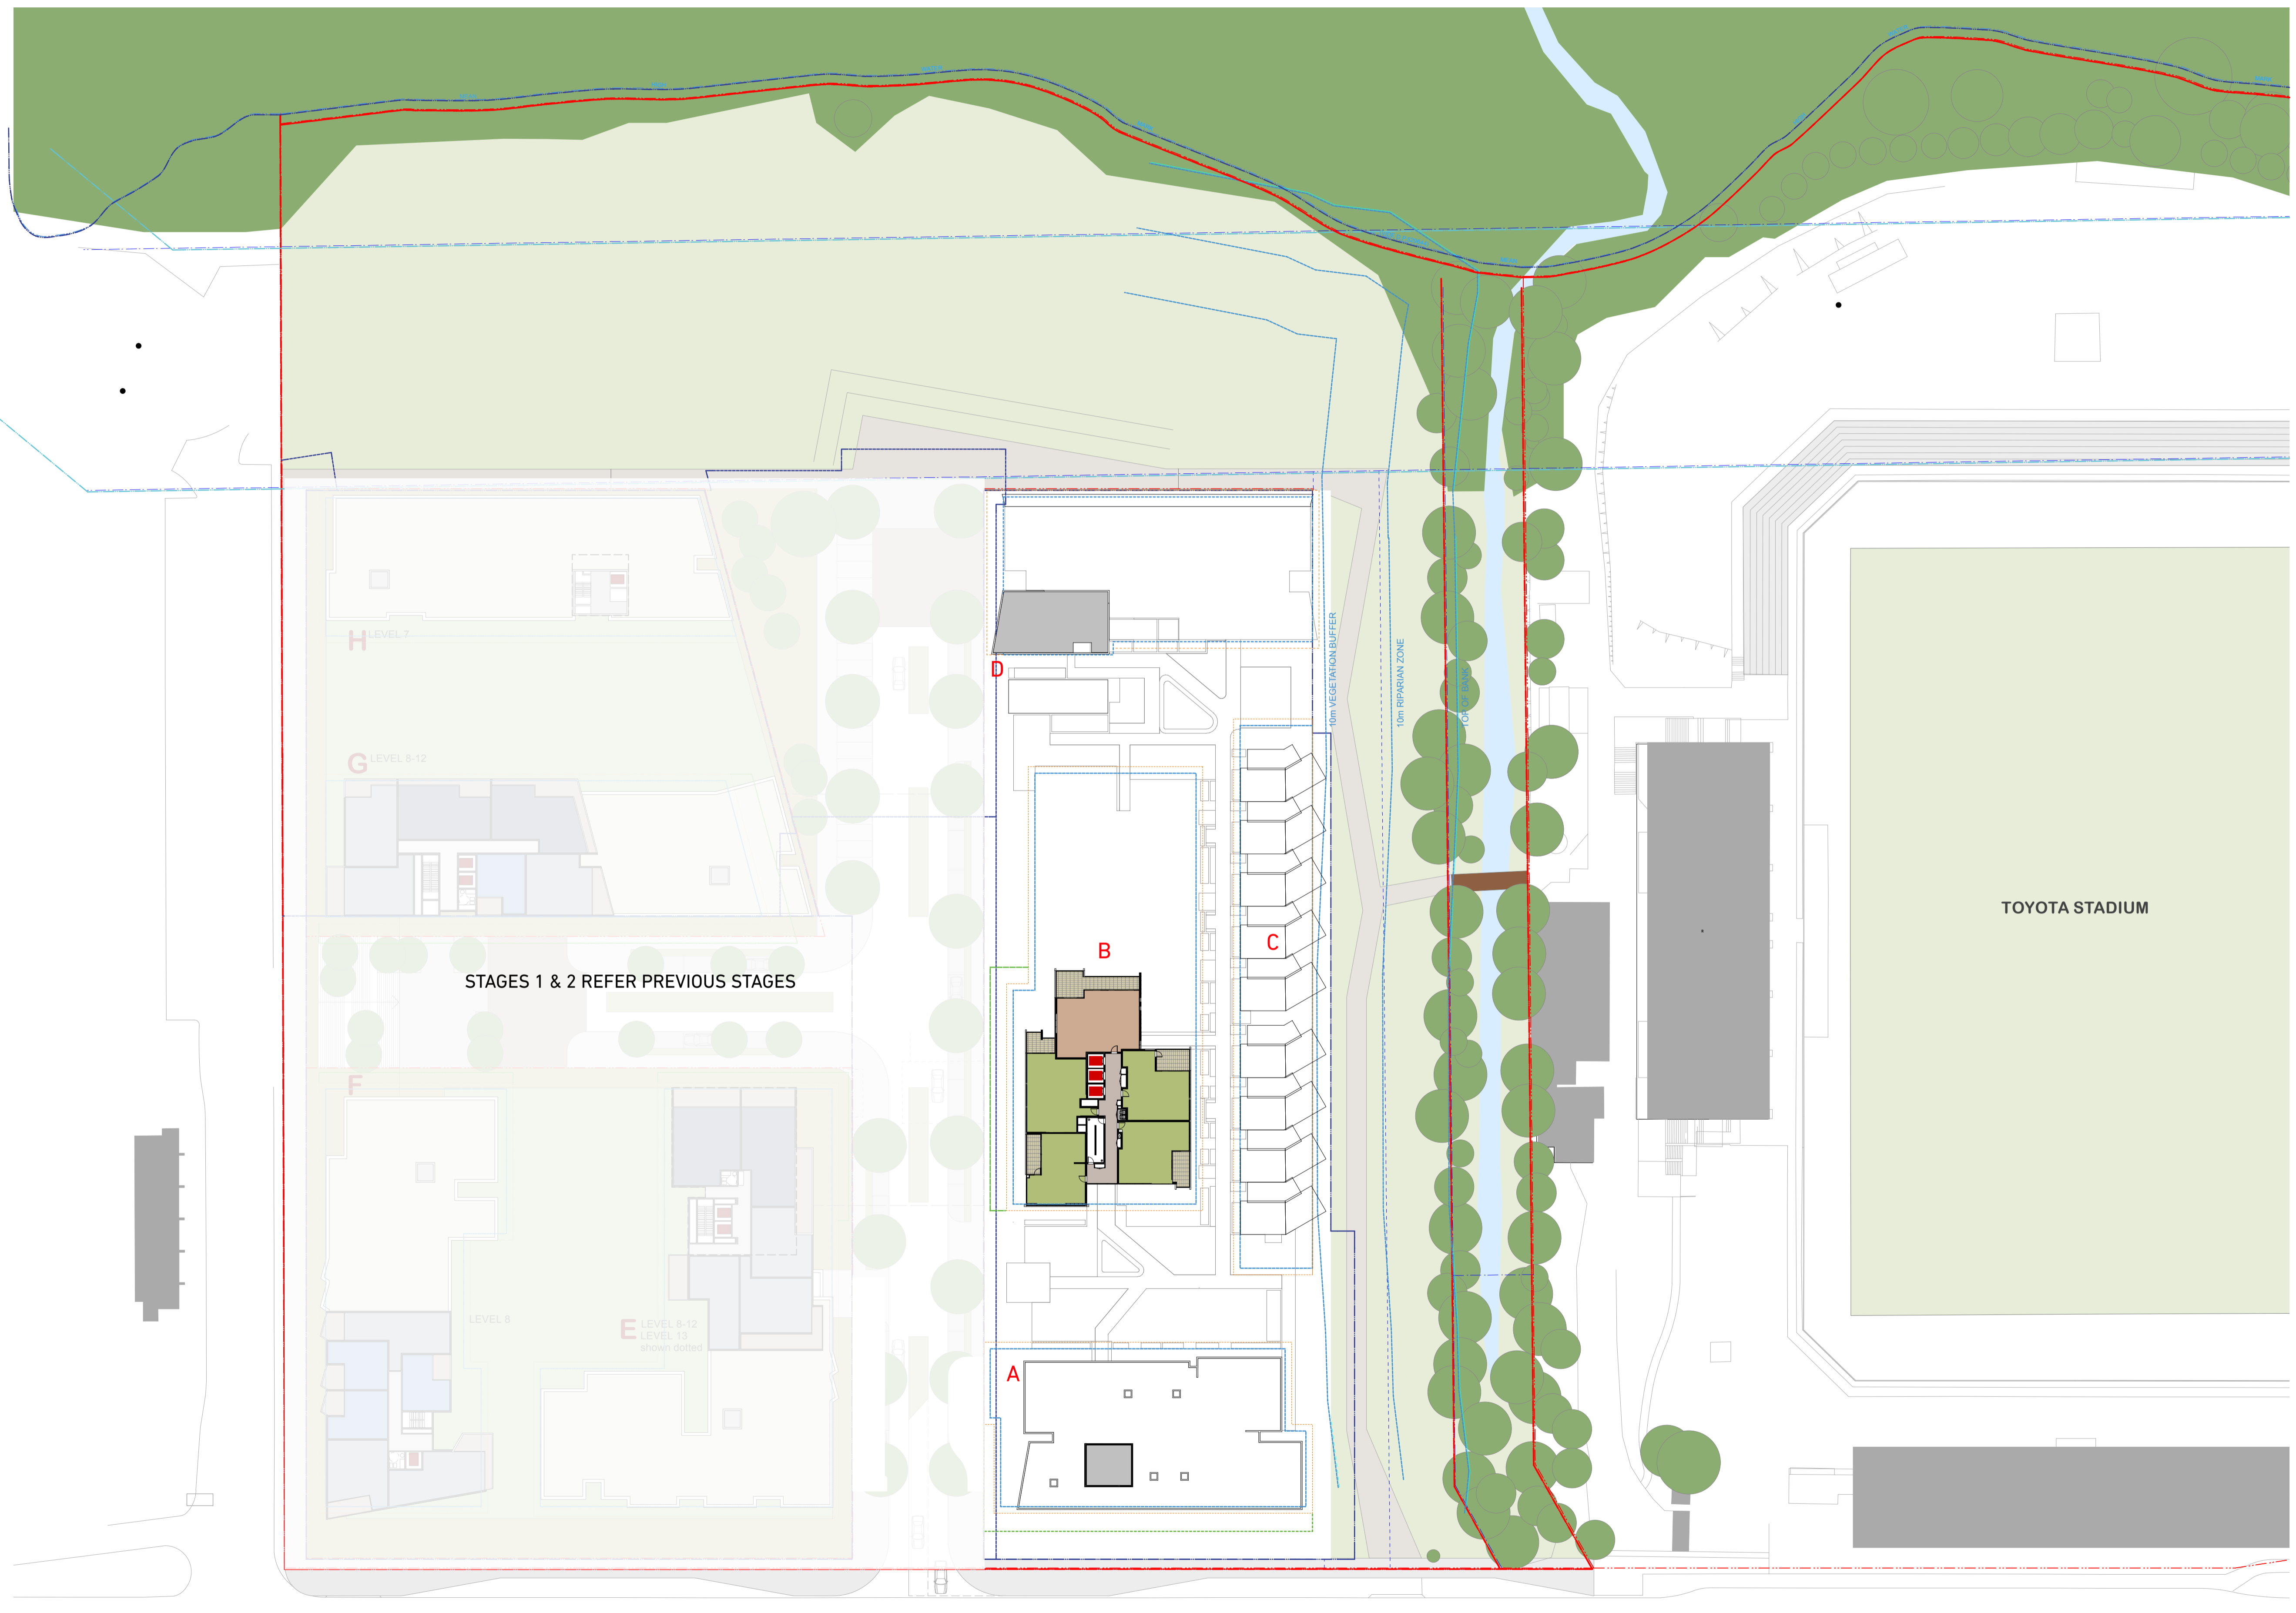 H LEVEL 7
D
10m VEGETATION BUFFER
10m RIPARIAN ZONE
TOP OF BANK
G LEVEL 8-12
TOYOTA STADIUM
B
C
STAGES 1 & 2 REFER PREVIOUS STAGES
F
LEVEL 8
E LEVEL 8-12
LEVEL 13
shown dotted
A